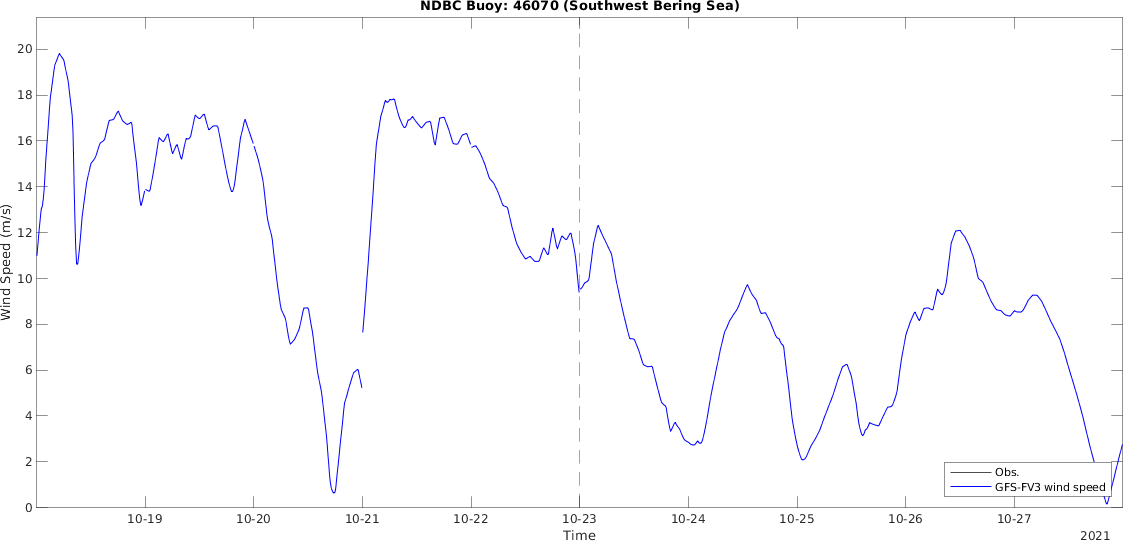 NDBC Buoy: 46070 (Southwest Bering Sea)
Wind Speed (m/s)
20
18
16
14
12
10
8
6
4
2
0
Obs.
GFS-FV3 wind speed
10-19 10-20 10-21 10-22 10-23 10-24 10-25 10-26 10-27
Time
2021